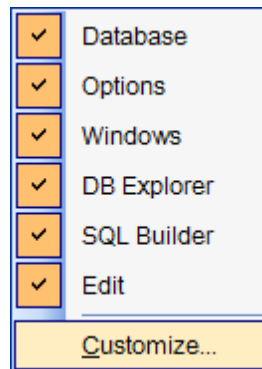 Database
Options
Windows
DB Explorer
SQL Builder
Edit
Customize...